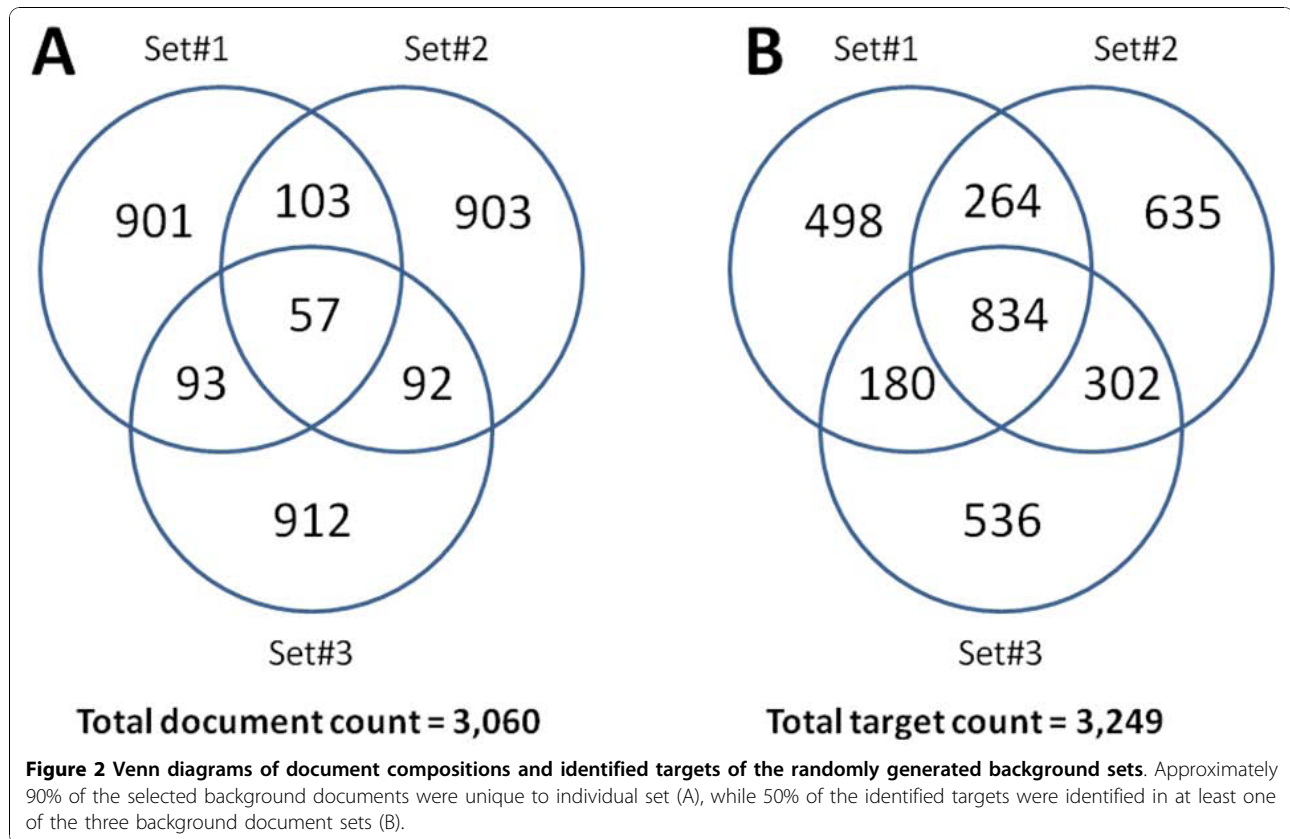 A
Set#1
Set#2
901
103
903
57
93
92
912
Set#3
Total document count = 3,060
B
Set#1
Set#2
498
264
635
834
180
302
536
Set#3
Total target count = 3,249
Figure 2 Venn diagrams of document compositions and identified targets of the randomly generated background sets. Approximately
90% of the selected background documents were unique to individual set (A), while 50% of the identified targets were identified in at least one
of the three background document sets (B).